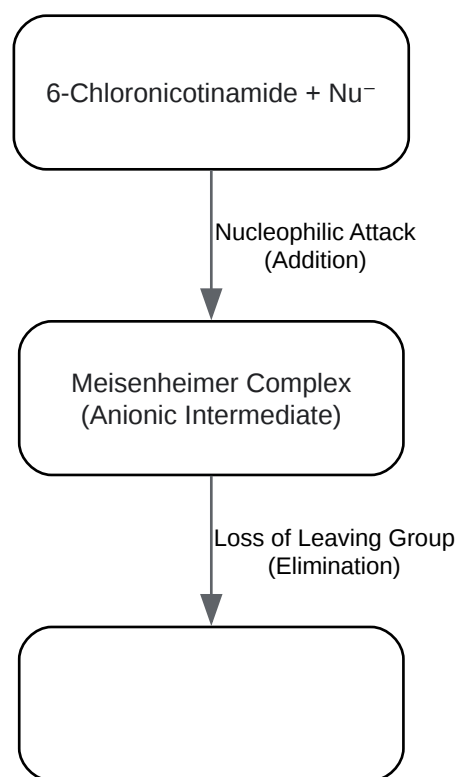 6-Chloronicotinamide + Nu⁻
Nucleophilic Attack
(Addition)
Meisenheimer Complex
(Anionic Intermediate)
Loss of Leaving Group
(Elimination)